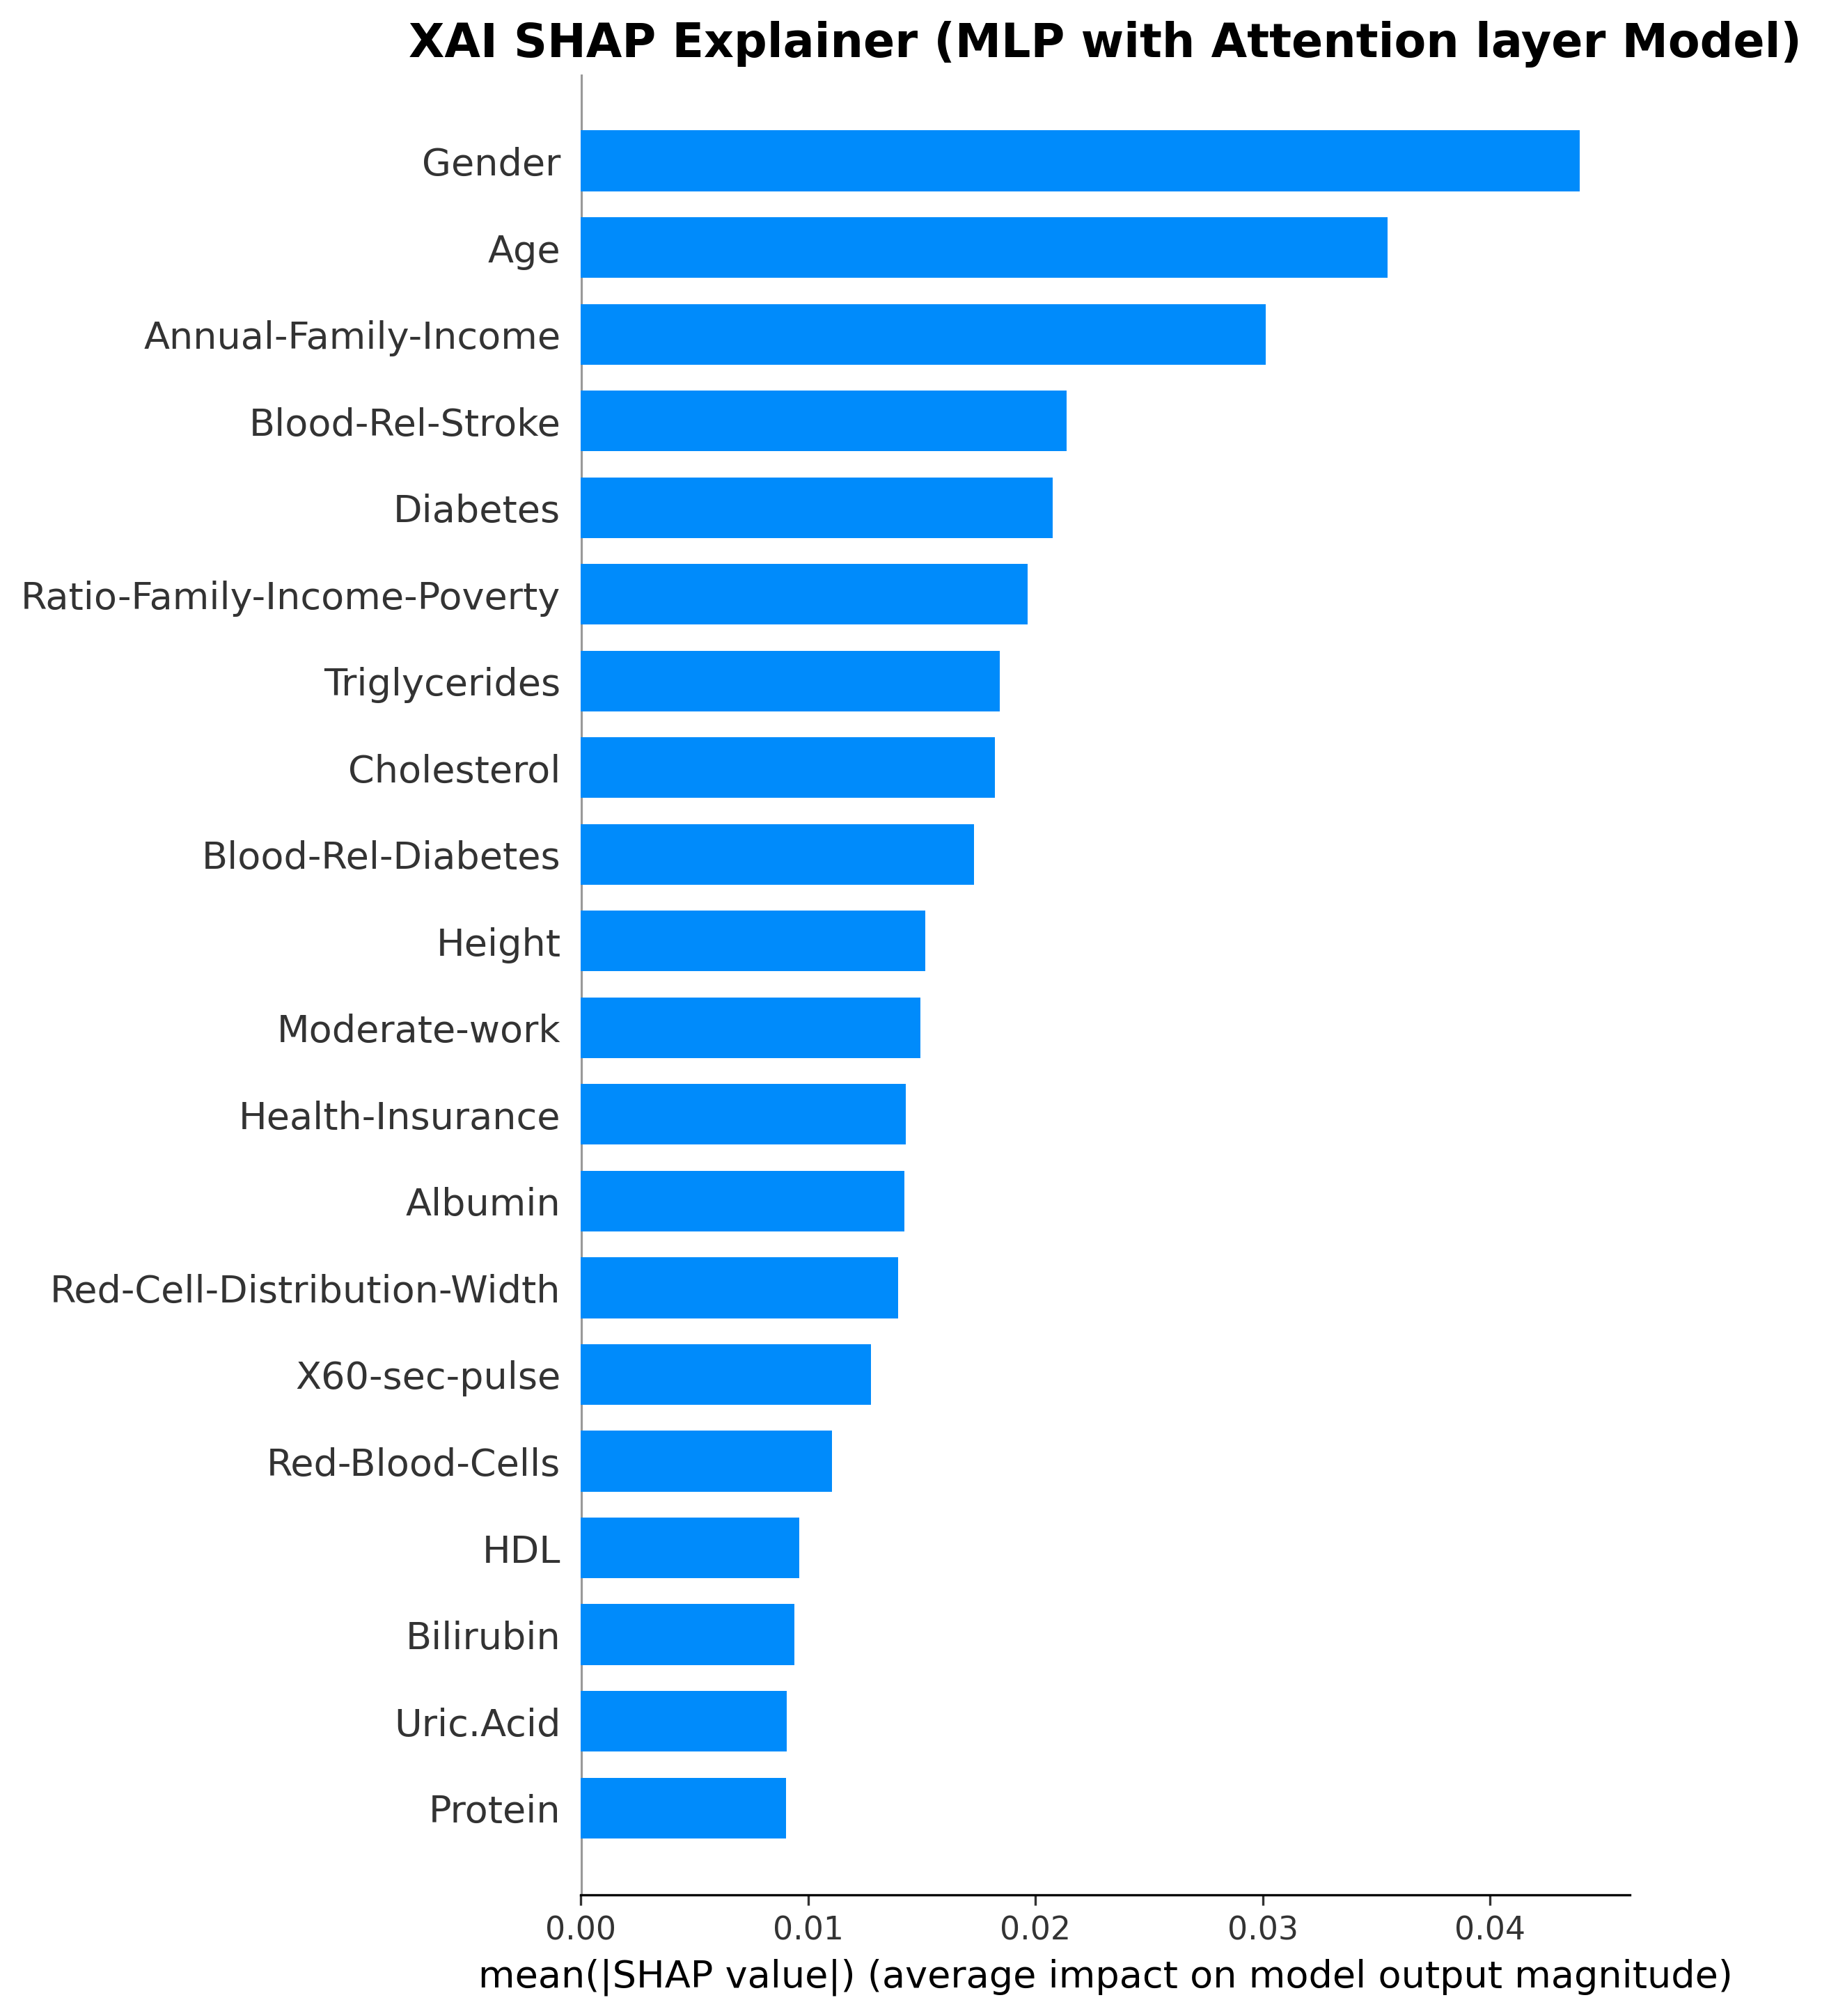 XAI SHAP Explainer (MLP with Attention layer Model)
Gender
Age
Annual-Family-Income
Blood-Rel-Stroke
Diabetes
Ratio-Family-Income-Poverty
Triglycerides
Cholesterol
Blood-Rel-Diabetes
Height
Moderate-work
Health-Insurance
Albumin
Red-Cell-Distribution-Width
X60-sec-pulse
Red-Blood-Cells
HDL
Bilirubin
Uric.Acid
Protein
0.00 0.01 0.02 0.03 0.04
mean(|SHAP value|) (average impact on model output magnitude)